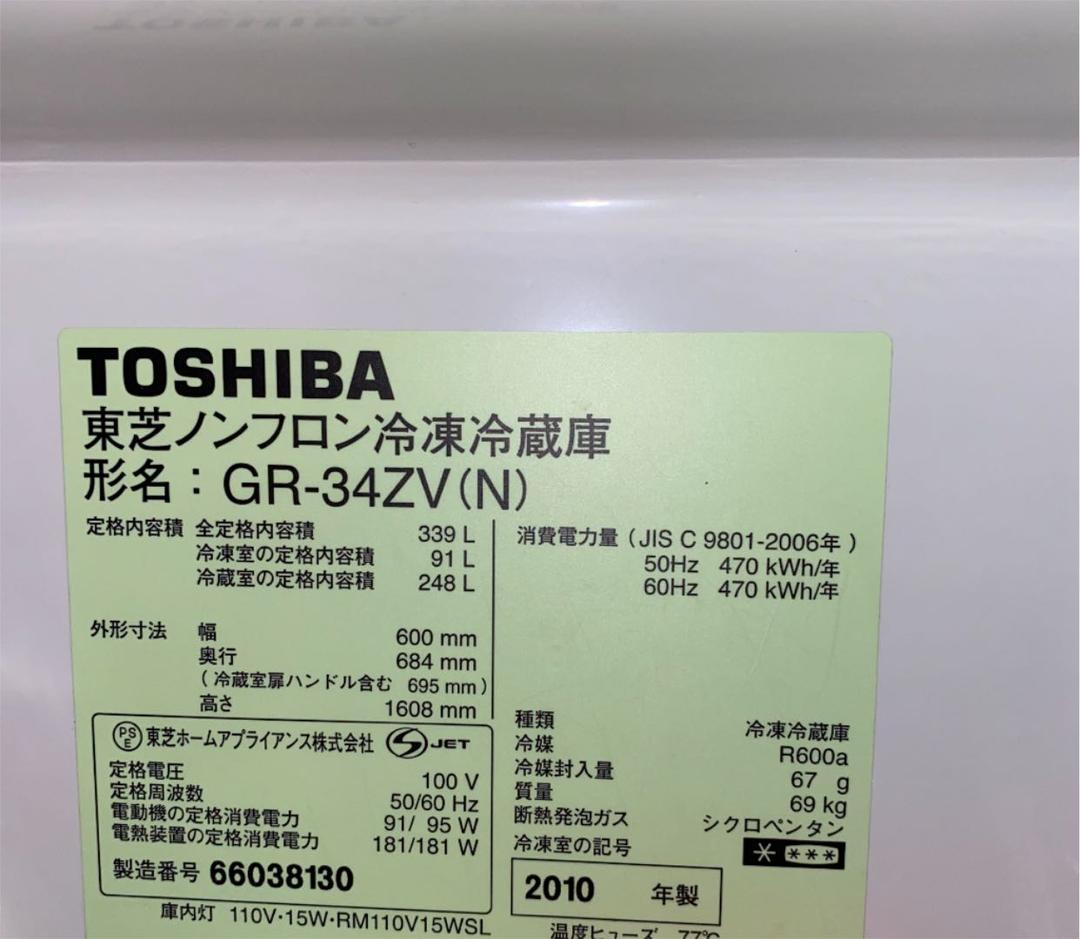 TOSHIBA
東芝ノンフロン冷凍冷蔵庫
形名：GR-34ZV(N)
定格内容積 全定格内容積 339 L
冷凍室の定格内容積 91 L
冷蔵室の定格内容積 248 L
外形寸法 幅 600 mm
奥行 684 mm
(冷蔵室扉ハンドル含む 695 mm)
高さ 1608 mm
PSE 東芝ホームアプライアンス株式会社 S JET
定格電圧 100 V
定格周波数 50/60 Hz
電動機の定格消費電力 91/ 95 W
電熱装置の定格消費電力 181/181 W
製造番号 66038130
庫内灯 110V･15W･RM110V15WSL
消費電力量 (JIS C 9801-2006年)
50Hz 470 kWh/年
60Hz 470 kWh/年
種類 冷凍冷蔵庫
冷媒 R600a
冷媒封入量 67 g
質量 69 kg
断熱発泡ガス シクロペンタン
冷凍室の記号 * ***
2010 年製
温度ヒューズ 77℃